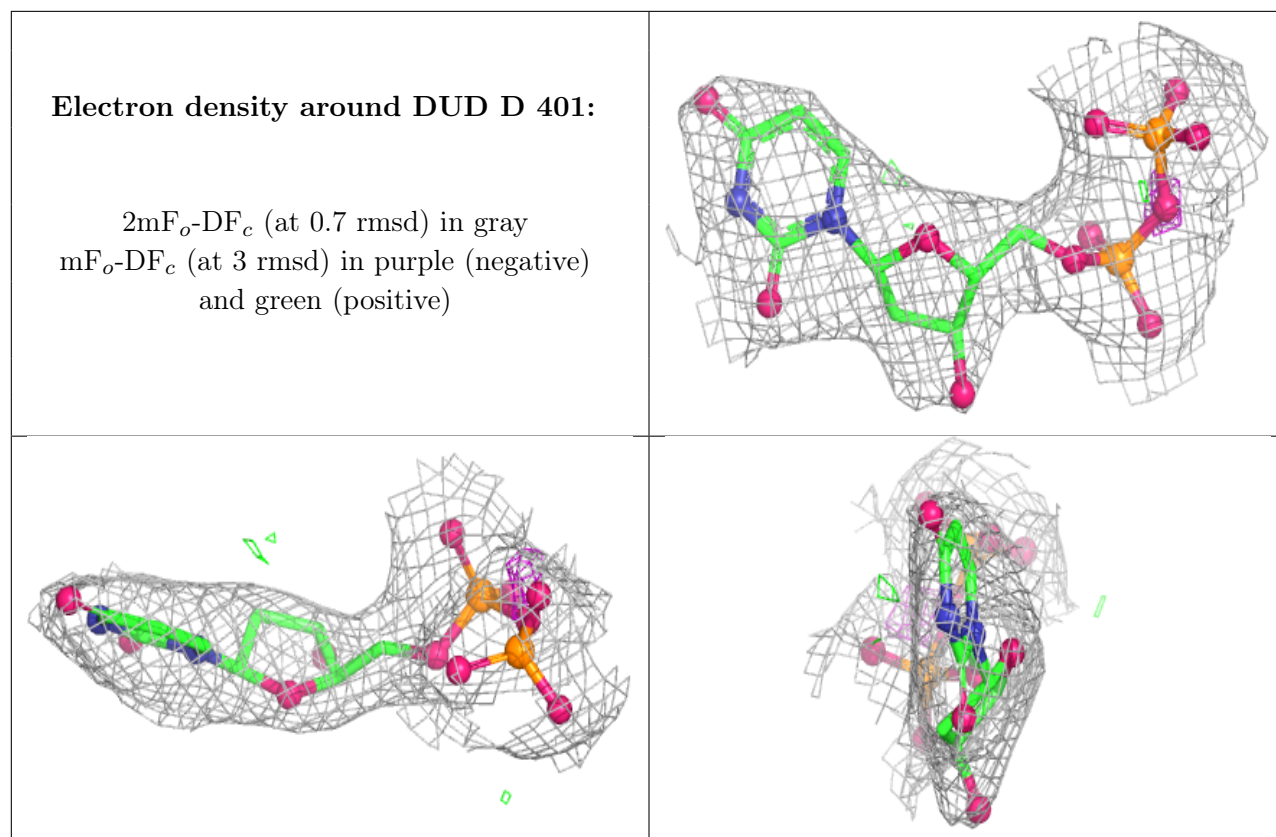 Electron density around DUD D 401:
2mFo-DFc (at 0.7 rmsd) in gray
mFo-DFc (at 3 rmsd) in purple (negative)
and green (positive)